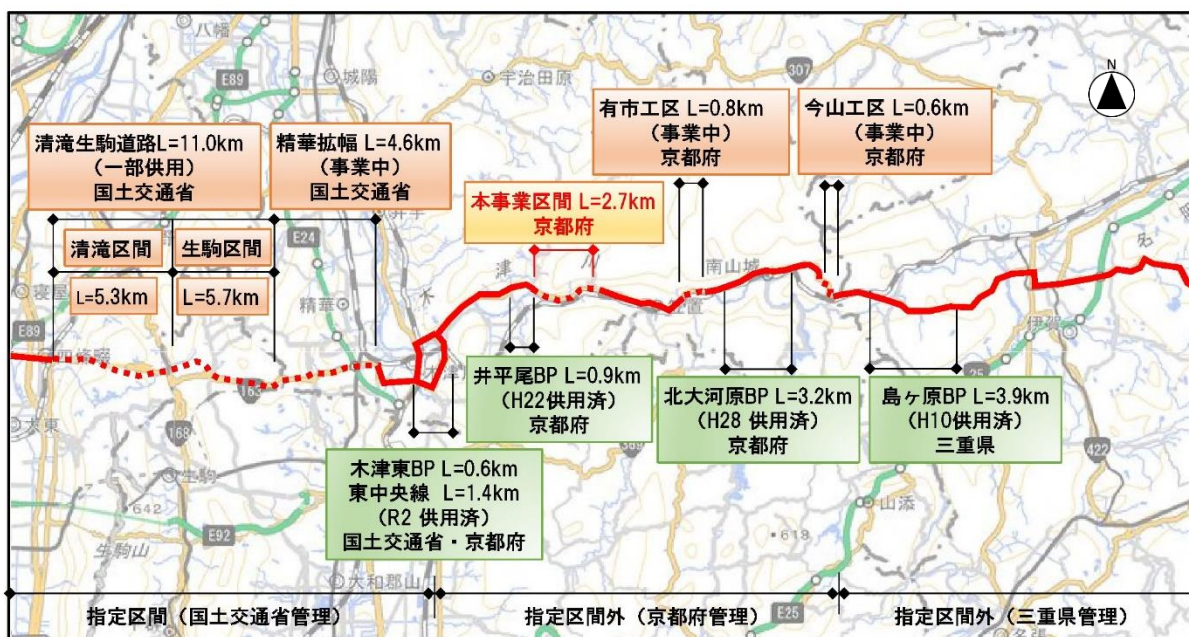 八幡
E89
城陽
宇治田原
307
N
清滝生駒道路L=11.0km
(一部供用)
国土交通省
精華拡幅 L=4.6km
(事業中)
国土交通省
有市工区 L=0.8km
(事業中)
京都府
今山工区 L=0.6km
(事業中)
京都府
本事業区間 L=2.7km
京都府
清滝区間
生駒区間
L=5.3km
L=5.7km
E24
精華
木
津
川
南山城
寝屋
E89
伊賀
163
大東
168
生駒
642
生駒山
E92
大和郡山
井平尾BP L=0.9km
(H22供用済)
京都府
北大河原BP L=3.2km
(H28 供用済)
京都府
島ヶ原BP L=3.9km
(H10供用済)
三重県
木津東BP L=0.6km
東中央線 L=1.4km
(R2 供用済)
国土交通省・京都府
369
25
422
山添
618
E25
指定区間(国土交通省管理)
指定区間外(京都府管理)
指定区間外(三重県管理)